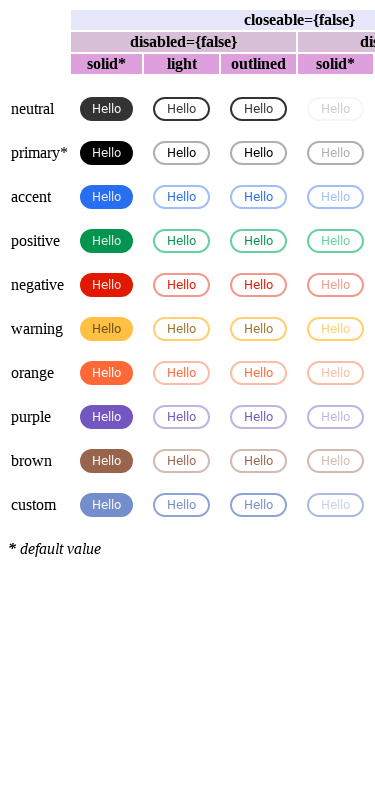 closeable={false}
disabled={false} dis
solid* light outlined solid*
neutral Hello Hello Hello Hello
primary* Hello Hello Hello Hello
accent Hello Hello Hello Hello
positive Hello Hello Hello Hello
negative Hello Hello Hello Hello
warning Hello Hello Hello Hello
orange Hello Hello Hello Hello
purple Hello Hello Hello Hello
brown Hello Hello Hello Hello
custom Hello Hello Hello Hello
* default value